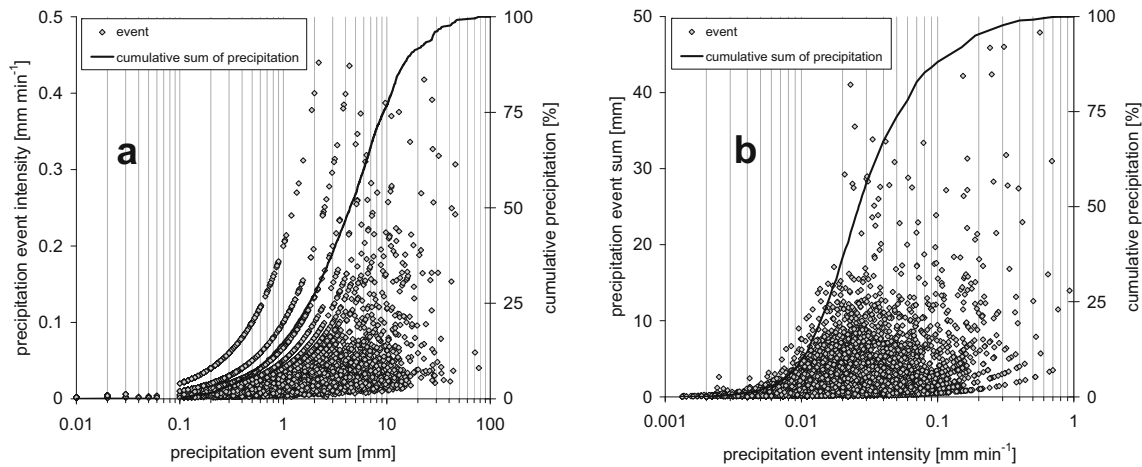 0.5
0.4
0.3
0.2
0.1
0
precipitation event intensity [mm min⁻¹]
event
cumulative sum of precipitation
a
100
75
50
25
0
cumulative precipitation [%]
0.01 0.1 1 10 100
precipitation event sum [mm]
50
40
30
20
10
0
precipitation event sum [mm]
event
cumulative sum of precipitation
b
100
75
50
25
0
cumulative precipitation [%]
0.001 0.01 0.1 1
precipitation event intensity [mm min⁻¹]